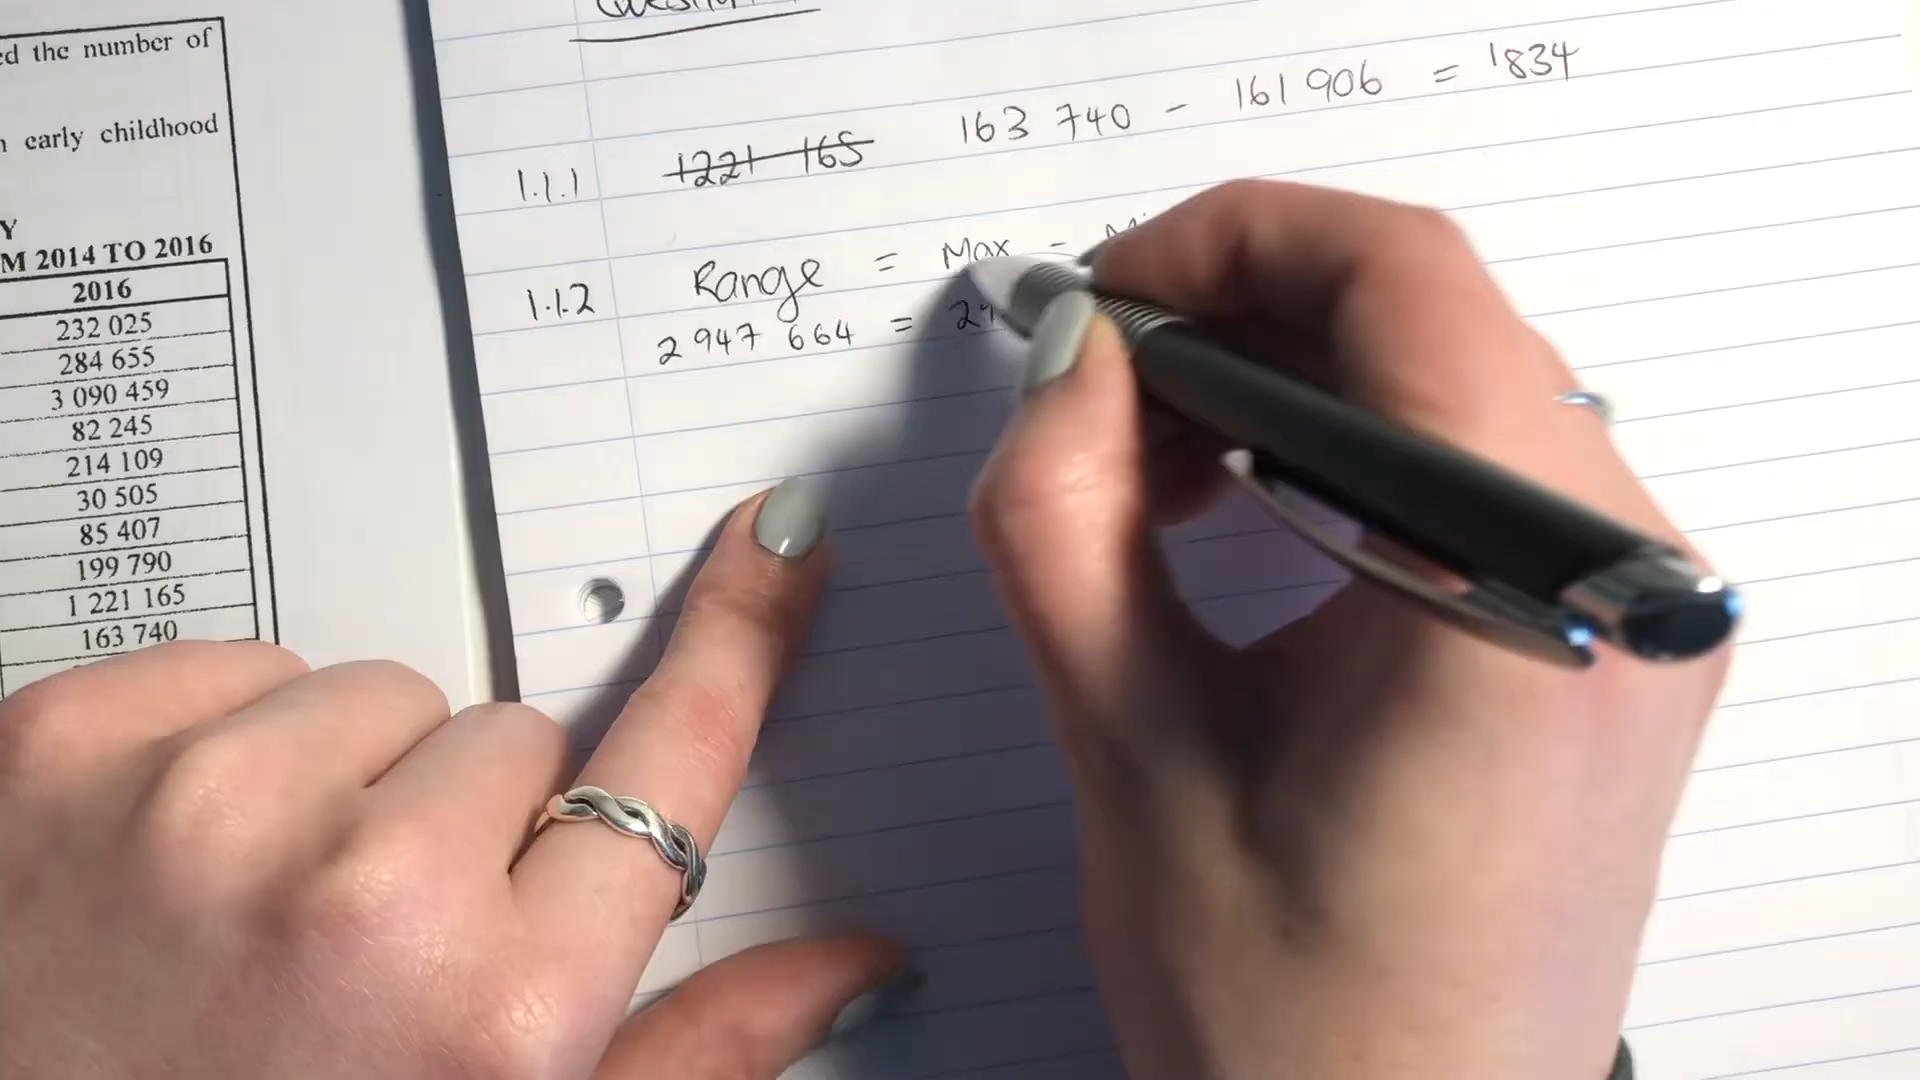 ed the number of
early childhood
Y
M 2014 TO 2016
2016
232 025
284 655
3 090 459
82 245
214 109
30 505
85 407
199 790
1 221 165
163 740
1.1.1 1221 165 163 740 - 161 906 = 1834
1.1.2 Range = Max -
2 947 664 =